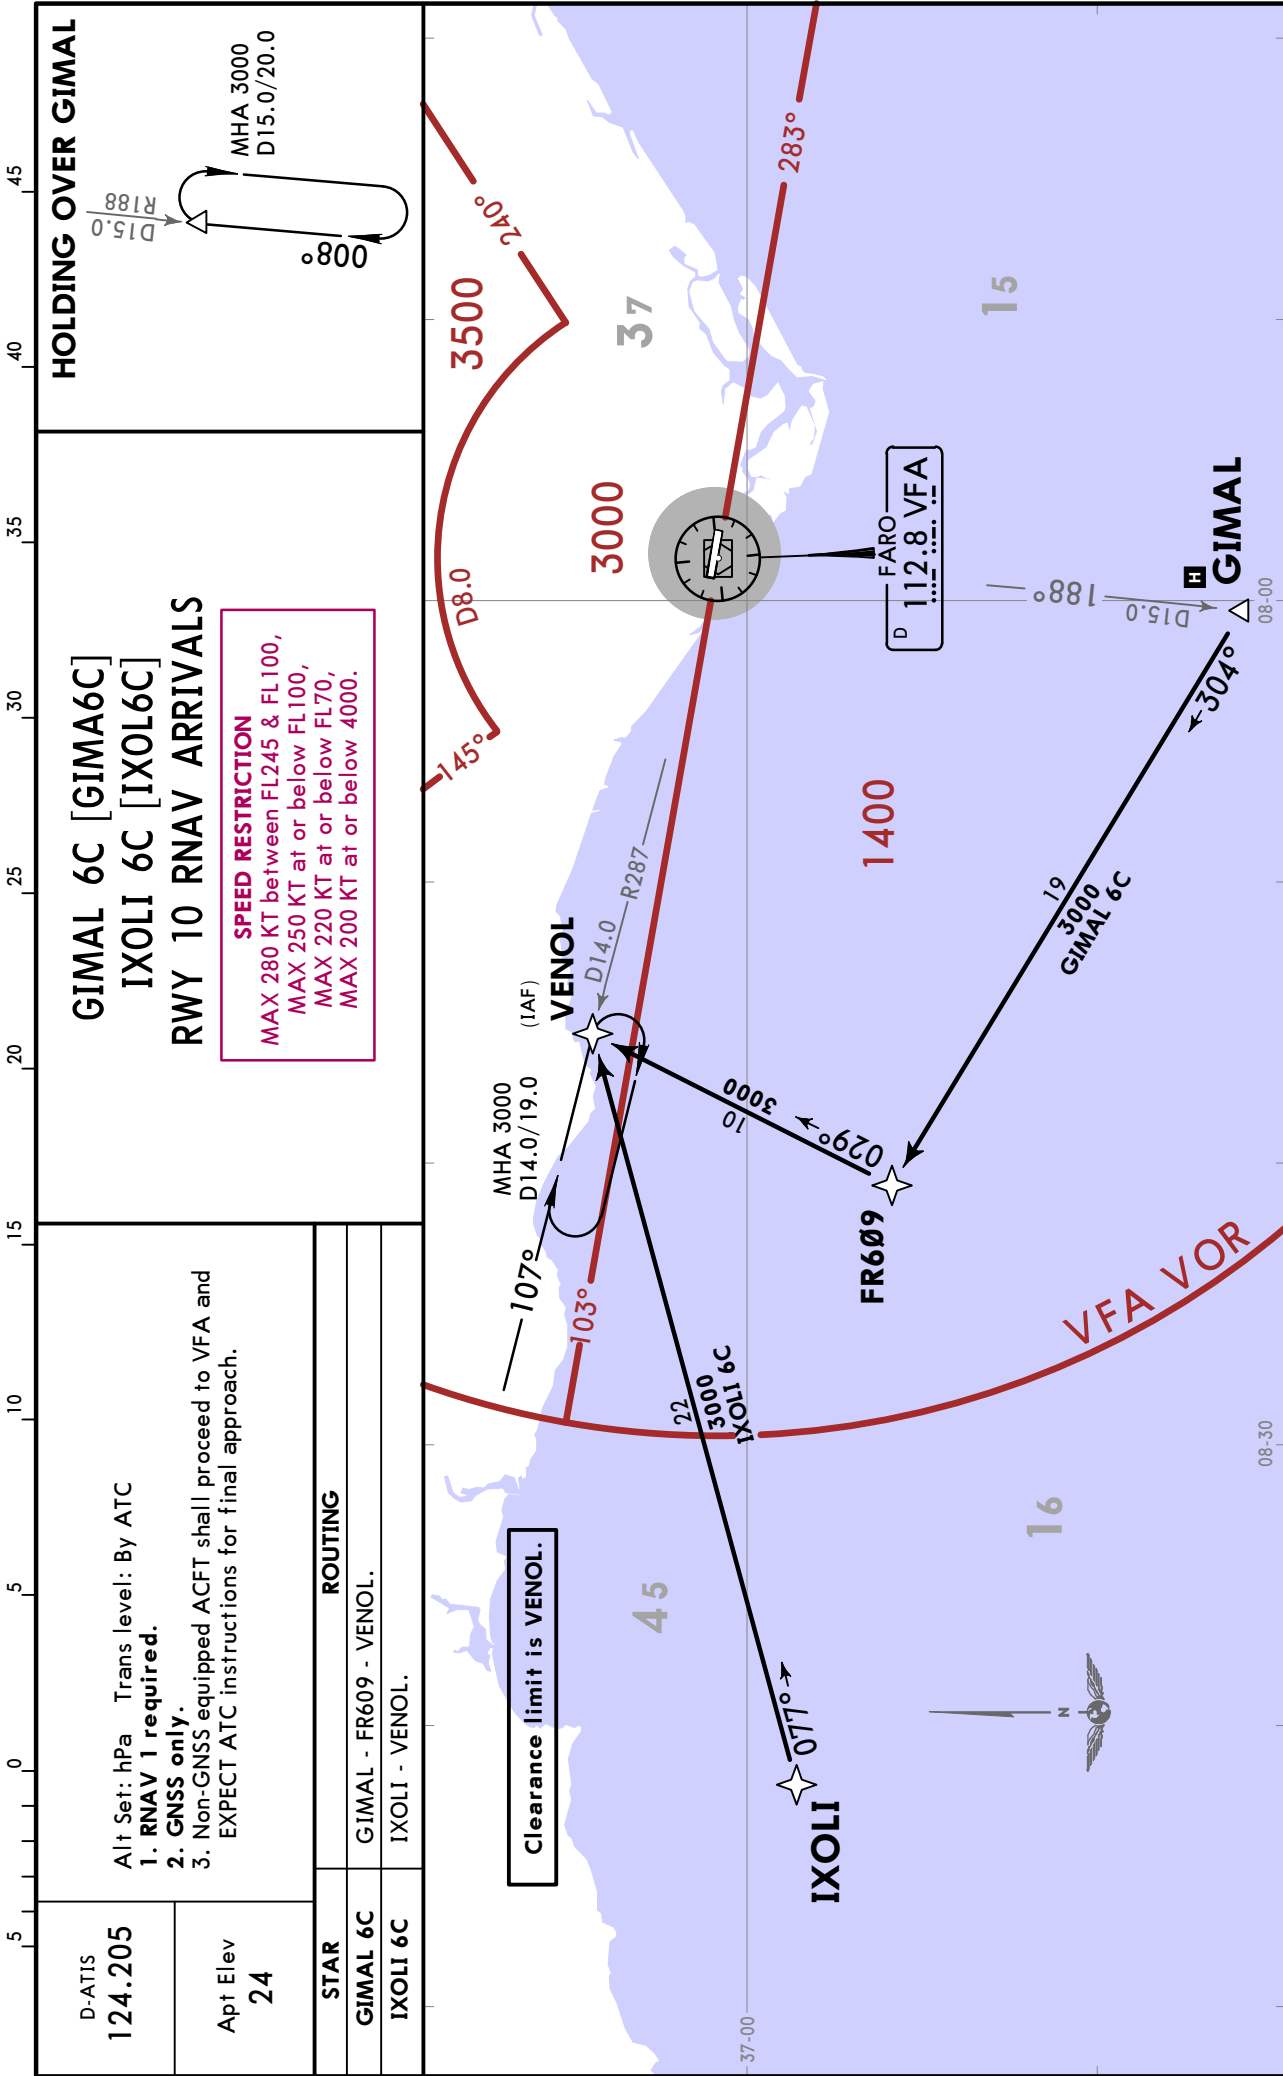 5
0
5
10
15
20
25
30
35
40
45
D-ATIS
124.205
Apt Elev
24
Alt Set: hPa Trans level: By ATC
1. RNAV 1 required.
2. GNSS only.
3. Non-GNSS equipped ACFT shall proceed to VFA and
EXPECT ATC instructions for final approach.
STAR
ROUTING
GIMAL 6C
GIMAL - FR609 - VENOL.
IXOLI 6C
IXOLI - VENOL.
GIMAL 6C [GIMA6C]
IXOLI 6C [IXOL6C]
RWY 10 RNAV ARRIVALS
SPEED RESTRICTION
MAX 280 KT between FL245 & FL100,
MAX 250 KT at or below FL100,
MAX 220 KT at or below FL70,
MAX 200 KT at or below 4000.
HOLDING OVER GIMAL
D15.0
R188
MHA 3000
D15.0/20.0
008°
145°
D8.0
3500
240°
Clearance limit is VENOL.
107°
MHA 3000
D14.0/19.0
(IAF)
VENOL
D14.0
R287
3000
37
103°
283°
45
22
3000
IXOLI 6C
077°
IXOLI
37-00
10
3000
029°
FR6Ø9
FARO
D
112.8 VFA
1400
19
3000
GIMAL 6C
304°
188°
D15.0
H
GIMAL
15
16
N
VFA VOR
08-30
08-00